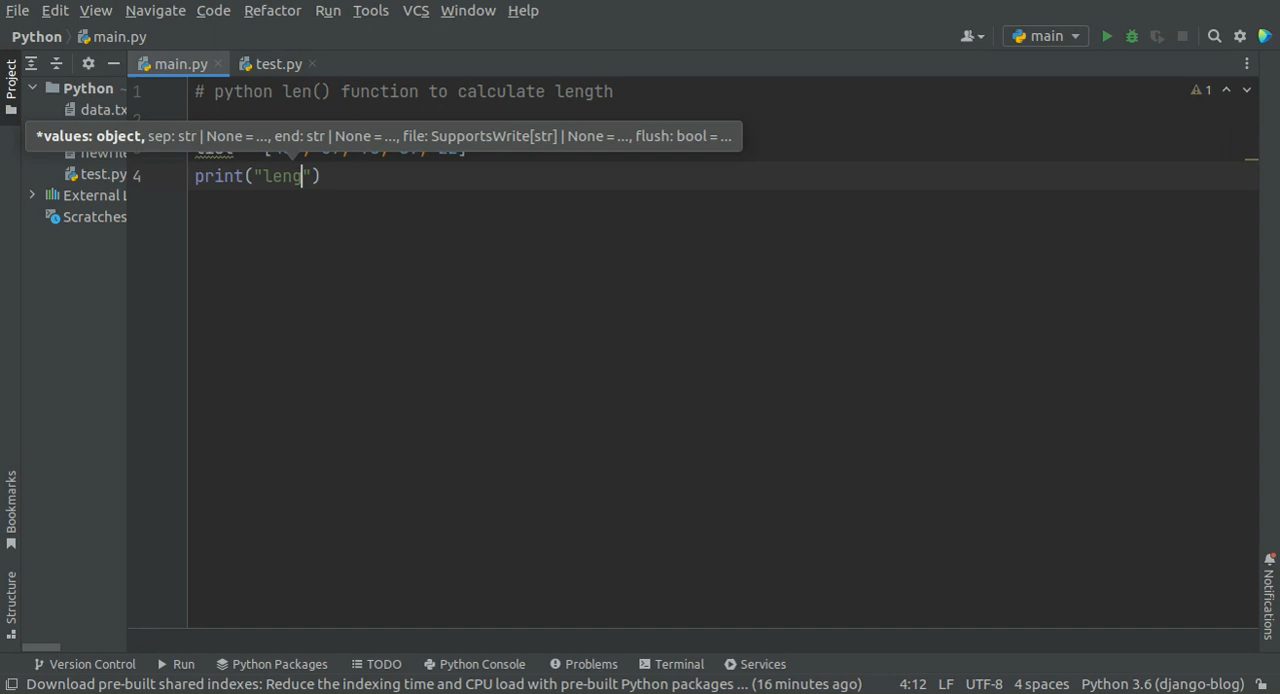 File Edit View Navigate Code Refactor Run Tools VCS Window Help
Python main.py main
Project
main.py test.py
Python
data.tx
test.py
External L
Scratches
1 # python len() function to calculate length
*values: object, sep: str | None = ..., end: str | None = ..., file: SupportsWrite[str] | None = ..., flush: bool = ...
4 print("leng")
1
Bookmarks
Structure
Notifications
Version Control Run Python Packages TODO Python Console Problems Terminal Services
Download pre-built shared indexes: Reduce the indexing time and CPU load with pre-built Python packages ... (16 minutes ago) 4:12 LF UTF-8 4 spaces Python 3.6 (django-blog)